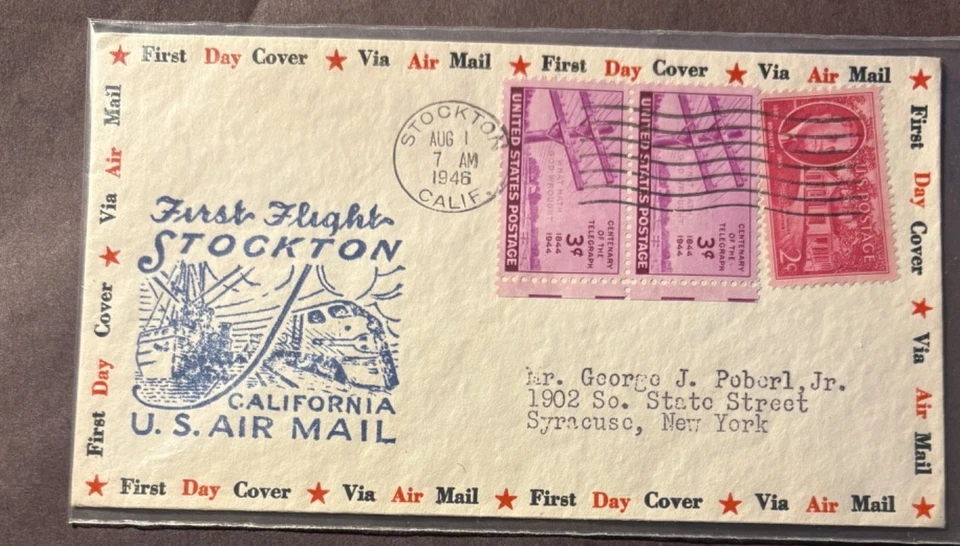 ★ First Day Cover ★ Via Air Mail ★ First Day Cover ★ Via Air Mail ★
First Day Cover ★ Via Air Mail
First Day Cover ★ Via Air Mail
STOCKTON
AUG 1
7 AM
1946
CALIF.
UNITED STATES POSTAGE
WHAT HATH
GOD WROUGHT
CENTENARY
OF THE
TELEGRAPH
1844
1944
3¢
UNITED STATES POSTAGE
CENTENARY
OF THE
TELEGRAPH
1844
1944
3¢
U.S. POSTAGE
2¢
First Flight
STOCKTON
CALIFORNIA
U. S. AIR MAIL
Mr. George J. Poberl, Jr.
1902 So. State Street
Syracuse, New York
★ First Day Cover ★ Via Air Mail ★ First Day Cover ★ Via Air Mail ★